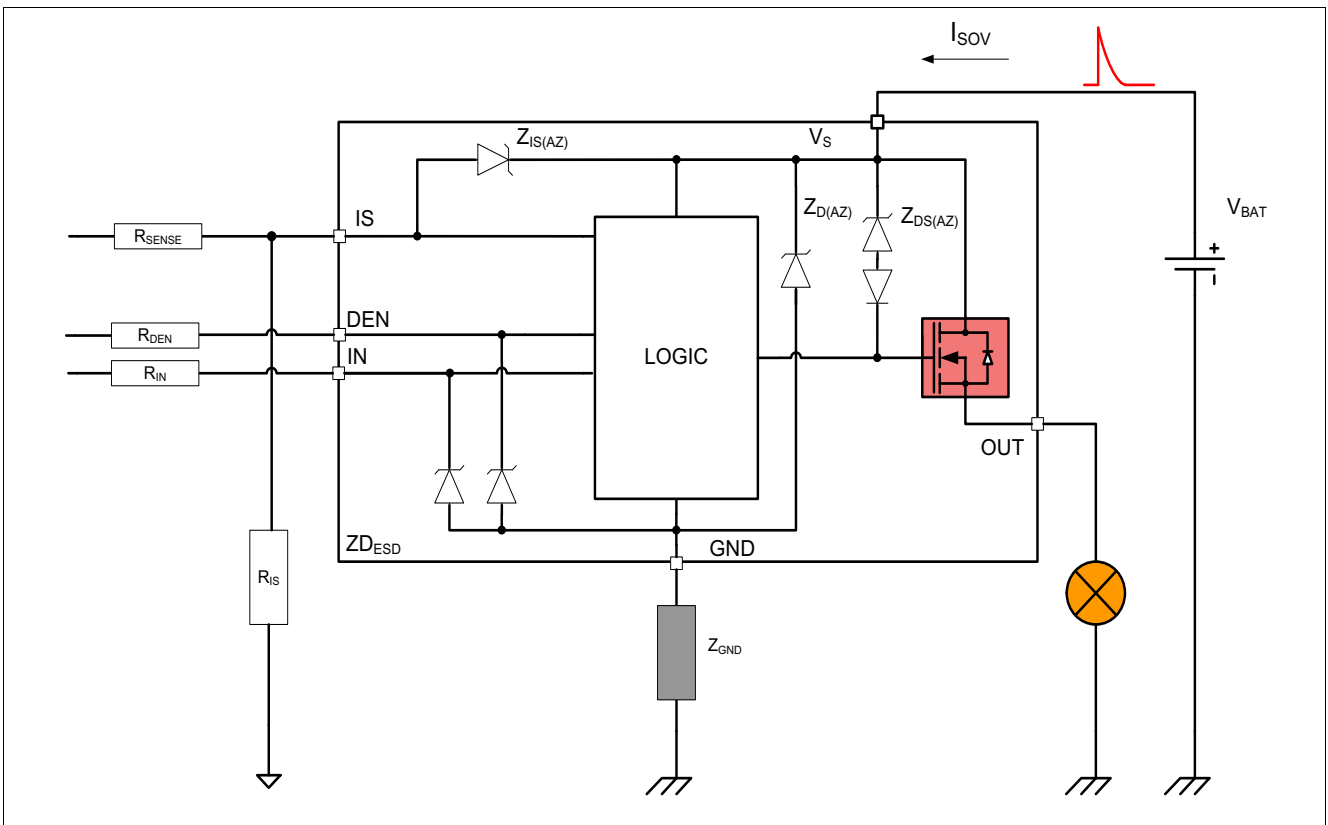 I_SOV
Z_IS(AZ)
V_S
Z_D(AZ)
Z_DS(AZ)
V_BAT
+
IS
R_SENSE
DEN
R_DEN
IN
R_IN
LOGIC
OUT
ZD_ESD
GND
R_IS
Z_GND